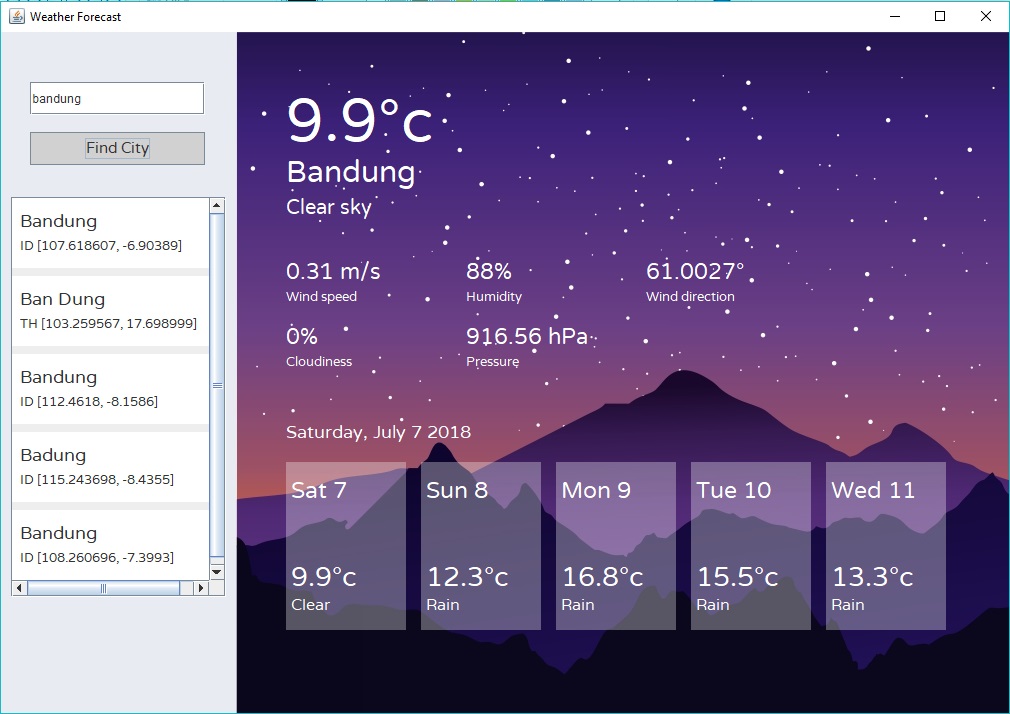 Weather Forecast
bandung
Find City
Bandung
ID [107.618607, -6.90389]
Ban Dung
TH [103.259567, 17.698999]
Bandung
ID [112.4618, -8.1586]
Badung
ID [115.243698, -8.4355]
Bandung
ID [108.260696, -7.3993]
9.9°c
Bandung
Clear sky
0.31 m/s 88% 61.0027°
Wind speed Humidity Wind direction
0% 916.56 hPa
Cloudiness Pressure
Saturday, July 7 2018
Sat 7 Sun 8 Mon 9 Tue 10 Wed 11
9.9°c 12.3°c 16.8°c 15.5°c 13.3°c
Clear Rain Rain Rain Rain